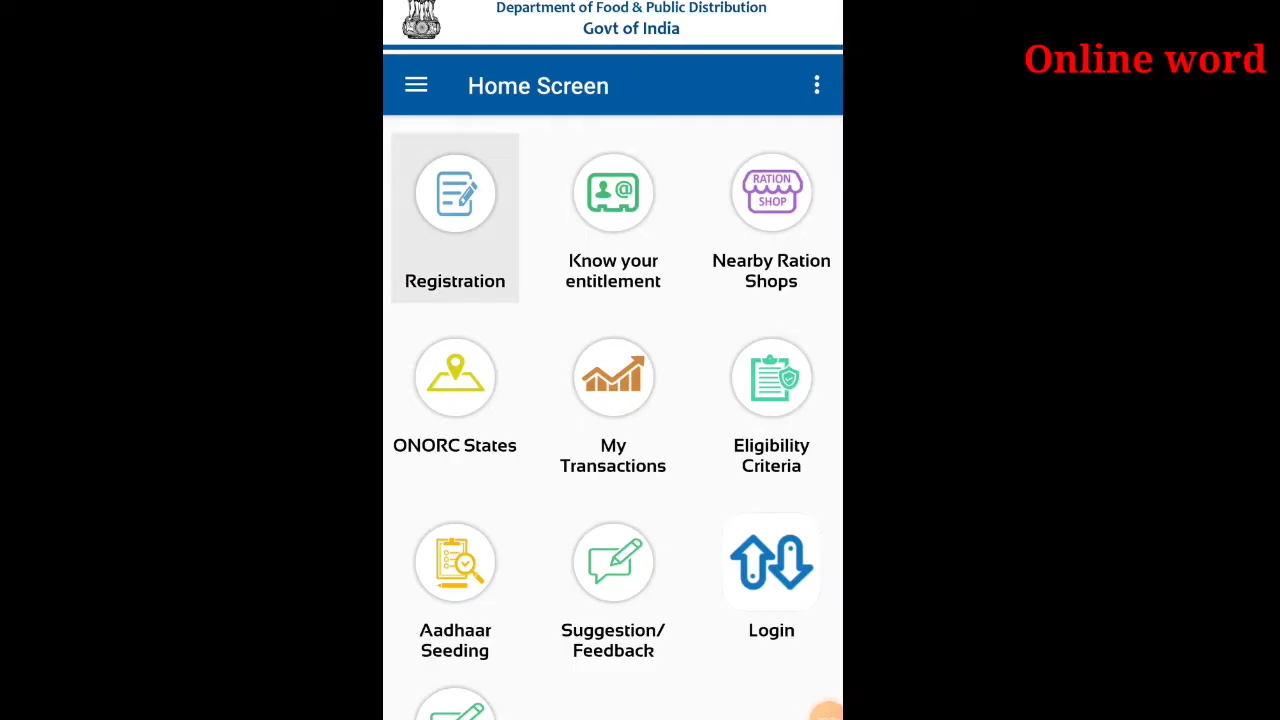 Department of Food & Public Distribution
Govt of India
Online word
Home Screen
RATION
SHOP
Registration
Know your
entitlement
Nearby Ration
Shops
ONORC States
My
Transactions
Eligibility
Criteria
Aadhaar
Seeding
Suggestion/
Feedback
Login